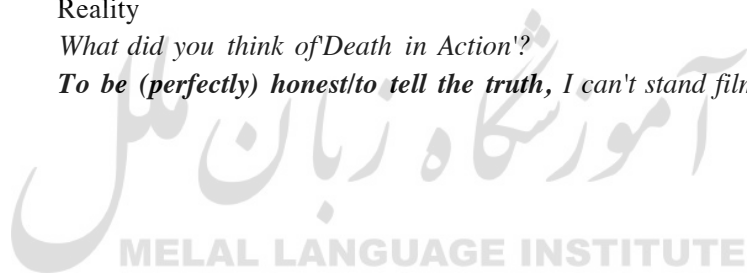 Reality
What did you think of'Death in Action'?
To be (perfectly) honest/to tell the truth, I can't stand film
آموزشگاه زبان ملل
MELAL LANGUAGE INSTITUTE